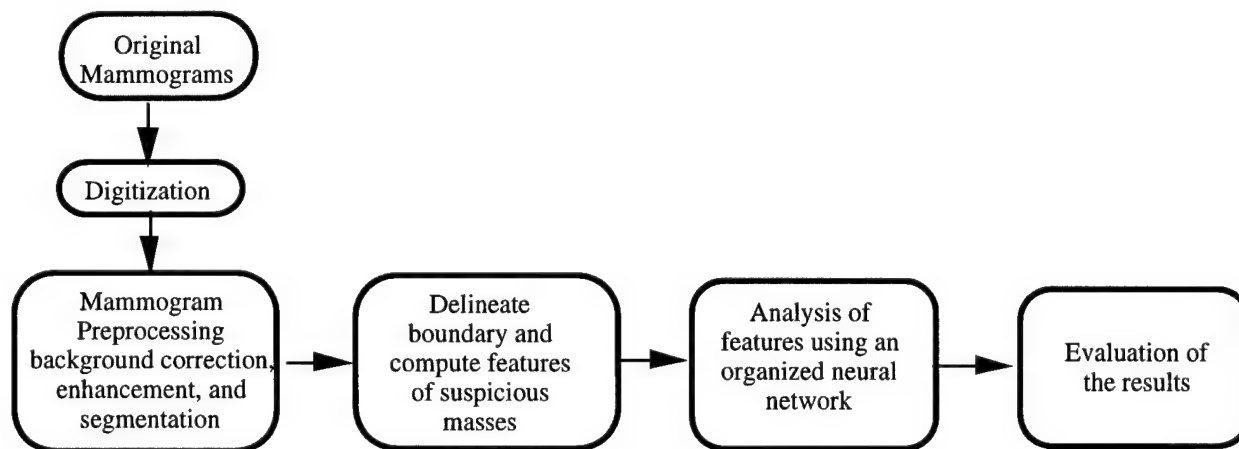 Original
Mammograms
Digitization
Mammogram
Preprocessing
background correction,
enhancement, and
segmentation
Delineate
boundary and
compute features
of suspicious
masses
Analysis of
features using an
organized neural
network
Evaluation of
the results